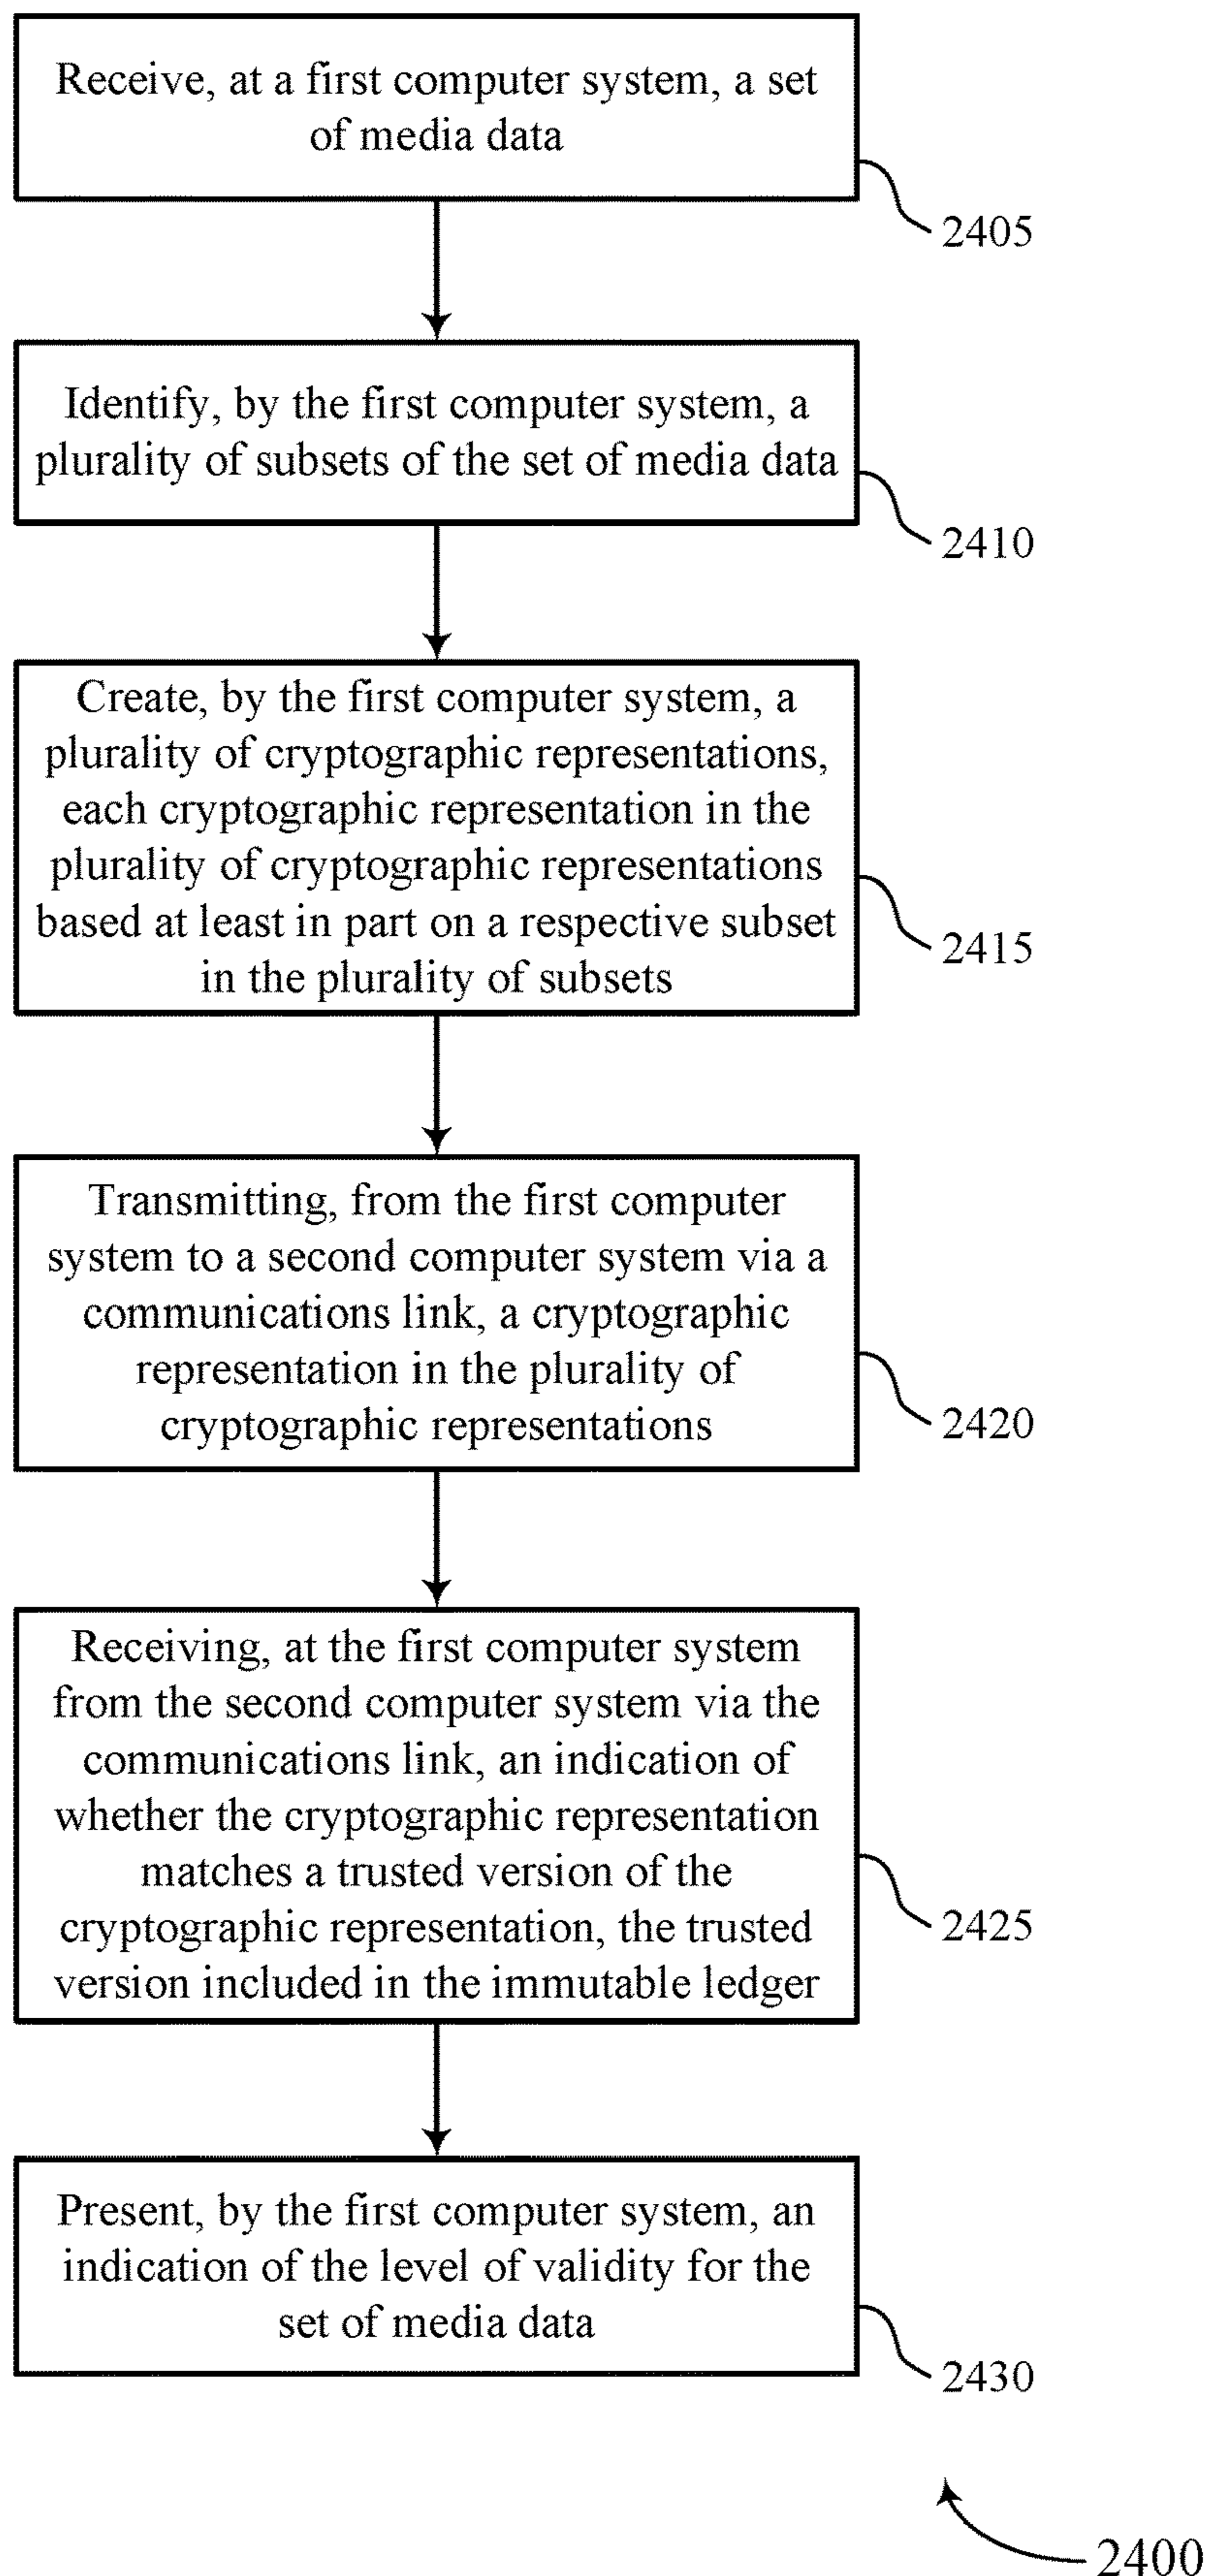 Receive, at a first computer system, a set
of media data
2405
Identify, by the first computer system, a
plurality of subsets of the set of media data
2410
Create, by the first computer system, a
plurality of cryptographic representations,
each cryptographic representation in the
plurality of cryptographic representations
based at least in part on a respective subset
in the plurality of subsets
2415
Transmitting, from the first computer
system to a second computer system via a
communications link, a cryptographic
representation in the plurality of
cryptographic representations
2420
Receiving, at the first computer system
from the second computer system via the
communications link, an indication of
whether the cryptographic representation
matches a trusted version of the
cryptographic representation, the trusted
version included in the immutable ledger
2425
Present, by the first computer system, an
indication of the level of validity for the
set of media data
2430
2400